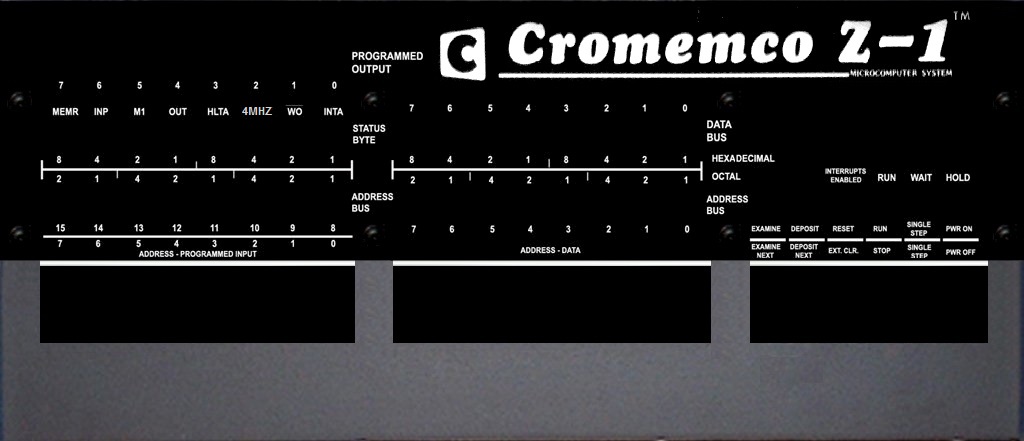 C Cromemco Z-1 TM
MICROCOMPUTER SYSTEM
PROGRAMMED
OUTPUT
7 6 5 4 3 2 1 0
MEMR INP M1 OUT HLTA 4MHZ WO INTA
STATUS
BYTE
7 6 5 4 3 2 1 0
DATA
BUS
8 4 2 1 8 4 2 1
2 1 4 2 1 4 2 1
8 4 2 1 8 4 2 1
HEXADECIMAL
2 1 4 2 1 4 2 1
OCTAL
INTERRUPTS
ENABLED
RUN WAIT HOLD
ADDRESS
BUS
ADDRESS
BUS
15 14 13 12 11 10 9 8
7 6 5 4 3 2 1 0
ADDRESS - PROGRAMMED INPUT
7 6 5 4 3 2 1 0
ADDRESS - DATA
EXAMINE DEPOSIT RESET RUN SINGLE STEP PWR ON
EXAMINE NEXT DEPOSIT NEXT EXT. CLR. STOP SINGLE STEP PWR OFF